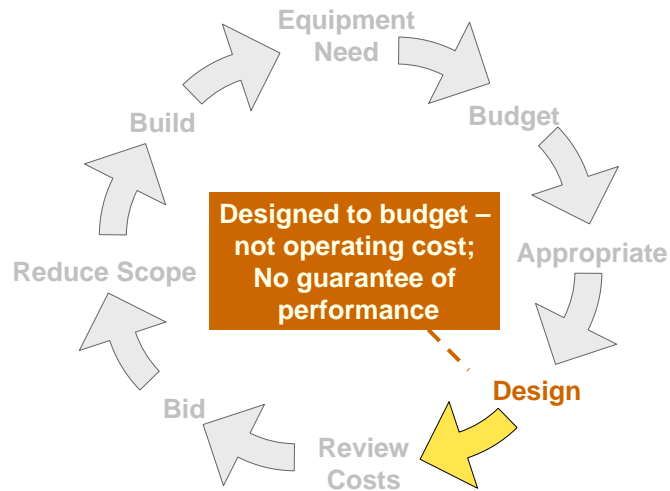 Equipment
Need
Budget
Appropriate
Design
Review
Costs
Bid
Reduce Scope
Build
Designed to budget –
not operating cost;
No guarantee of
performance